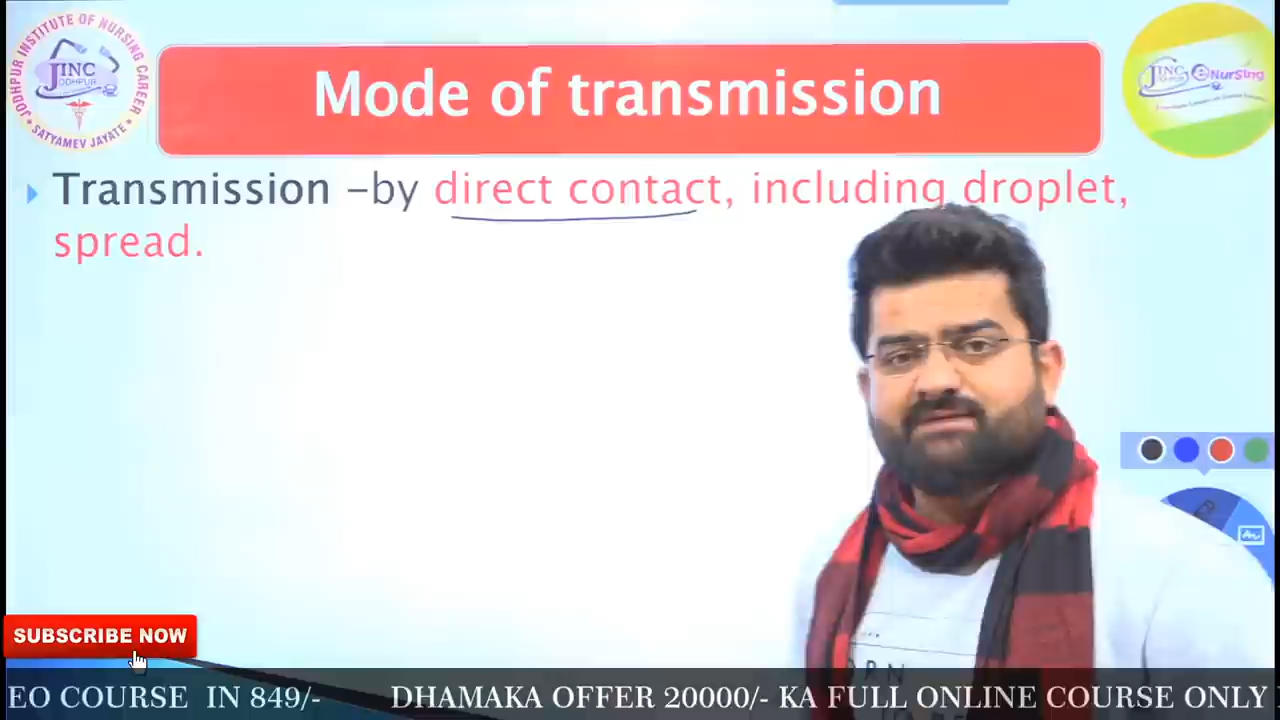 JODHPUR INSTITUTE OF NURSING CAREER
JINC
JODHPUR
SATYAMEV JAYATE
Mode of transmission
JINC eNursing
Transmission –by direct contact, including droplet,
spread.
SUBSCRIBE NOW
EO COURSE IN 849/- DHAMAKA OFFER 20000/- KA FULL ONLINE COURSE ONLY